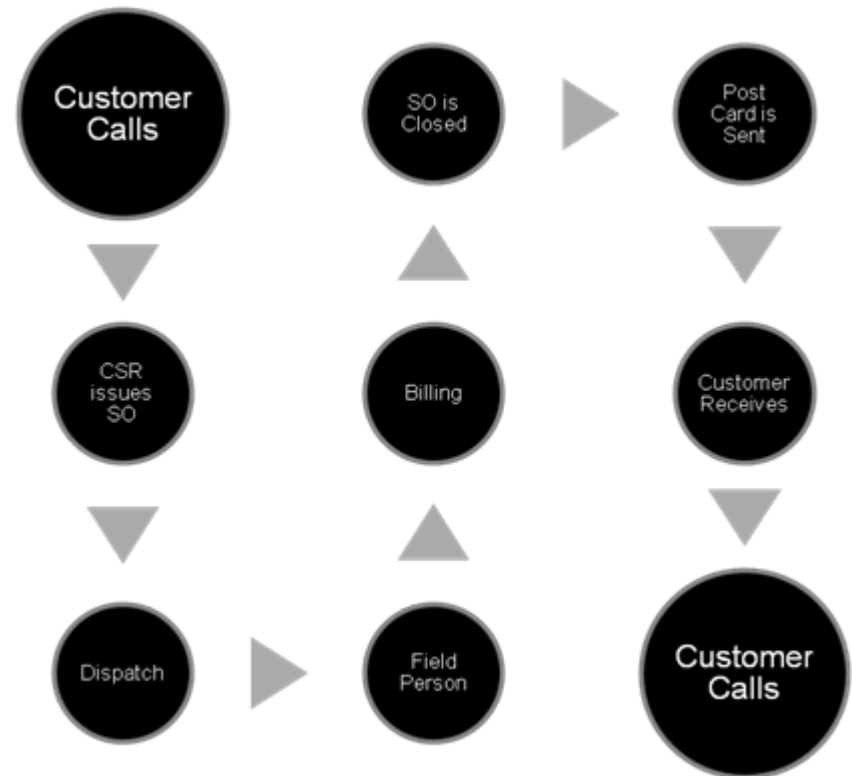 Customer
Calls
CSR
issues
SO
Dispatch
Field
Person
Billing
SO is
Closed
Post
Card is
Sent
Customer
Receives
Customer
Calls